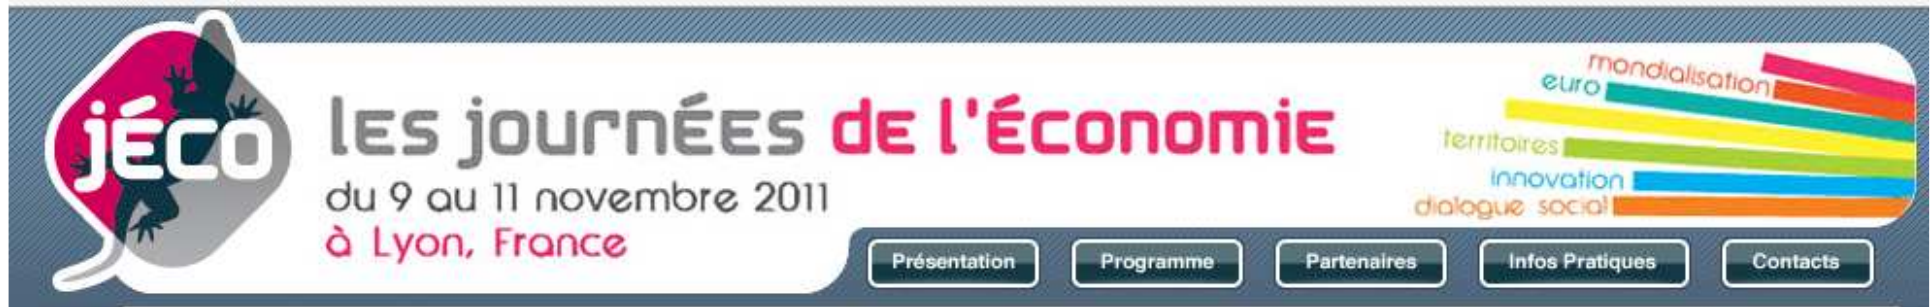 jéco
les journées de l'économie
du 9 au 11 novembre 2011
à Lyon, France
mondialisation
euro
territoires
innovation
dialogue social
Présentation
Programme
Partenaires
Infos Pratiques
Contacts